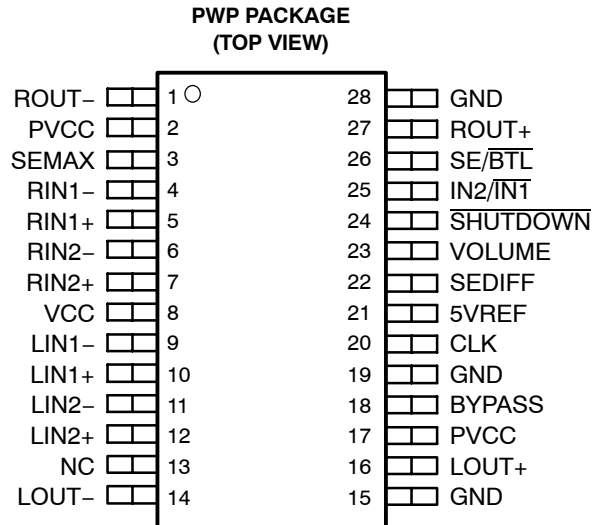 PWP PACKAGE
(TOP VIEW)
ROUT− 1 28 GND
PVCC 2 27 ROUT+
SEMAX 3 26 SE/B̅T̅L̅
RIN1− 4 25 IN2/I̅N̅1̅
RIN1+ 5 24 S̅H̅U̅T̅D̅O̅W̅N̅
RIN2− 6 23 VOLUME
RIN2+ 7 22 SEDIFF
VCC 8 21 5VREF
LIN1− 9 20 CLK
LIN1+ 10 19 GND
LIN2− 11 18 BYPASS
LIN2+ 12 17 PVCC
NC 13 16 LOUT+
LOUT− 14 15 GND